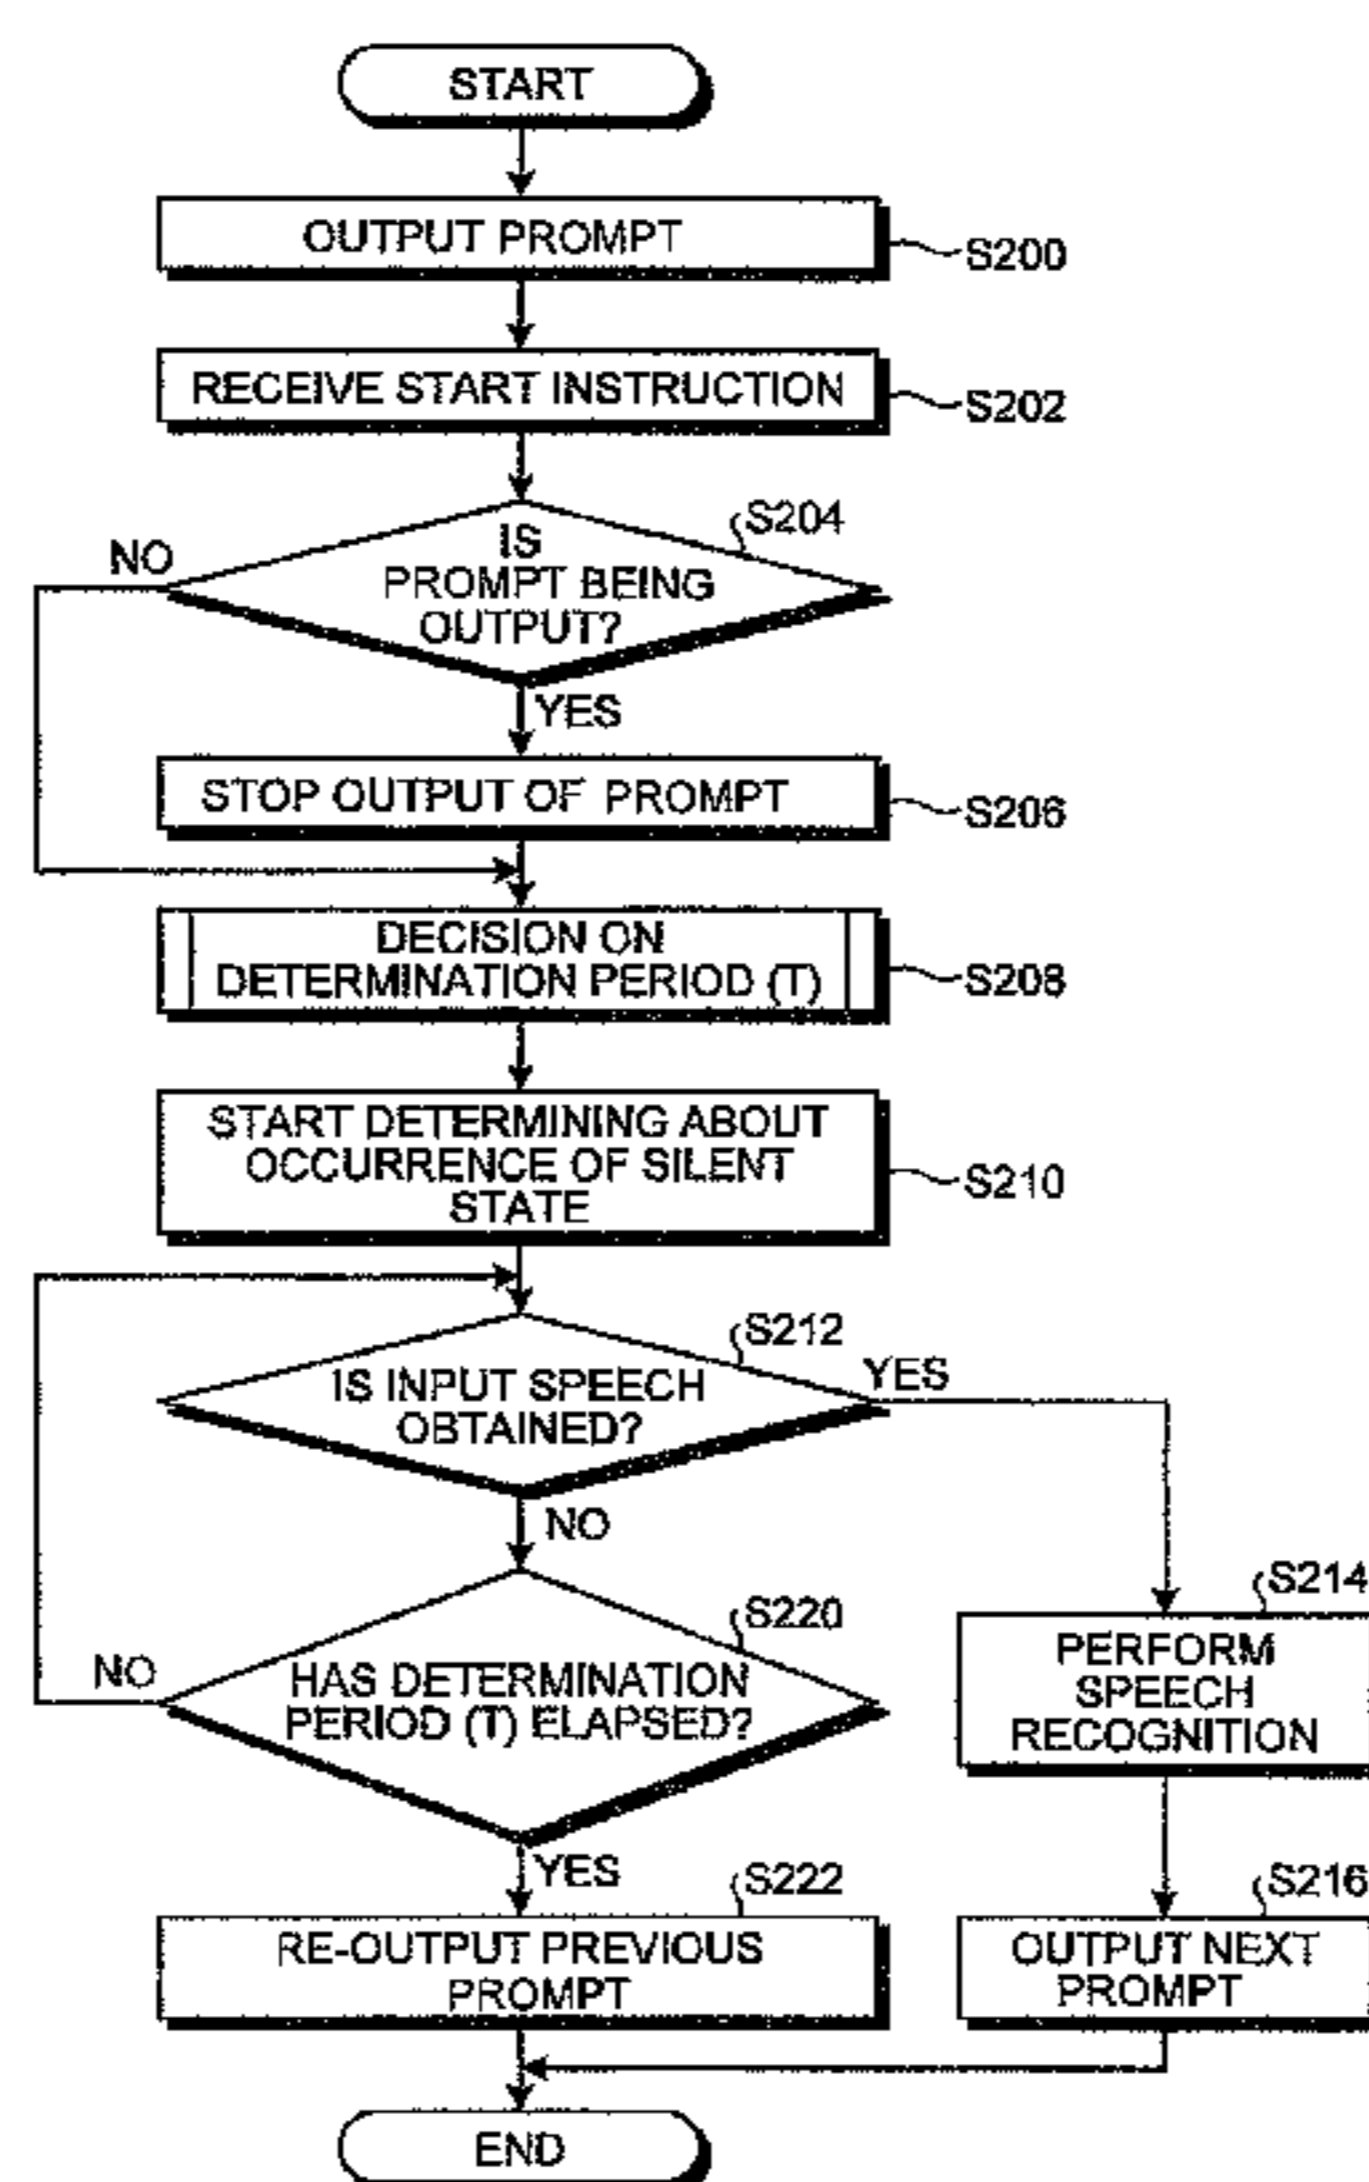 START
OUTPUT PROMPT
S200
RECEIVE START INSTRUCTION
S202
S204
NO
IS
PROMPT BEING
OUTPUT?
YES
STOP OUTPUT OF PROMPT
S206
DECISION ON
DETERMINATION PERIOD (T)
S208
START DETERMINING ABOUT
OCCURRENCE OF SILENT
STATE
S210
S212
IS INPUT SPEECH
OBTAINED?
YES
NO
S214
PERFORM
SPEECH
RECOGNITION
S220
NO
HAS DETERMINATION
PERIOD (T) ELAPSED?
YES
S222
RE-OUTPUT PREVIOUS
PROMPT
S216
OUTPUT NEXT
PROMPT
END